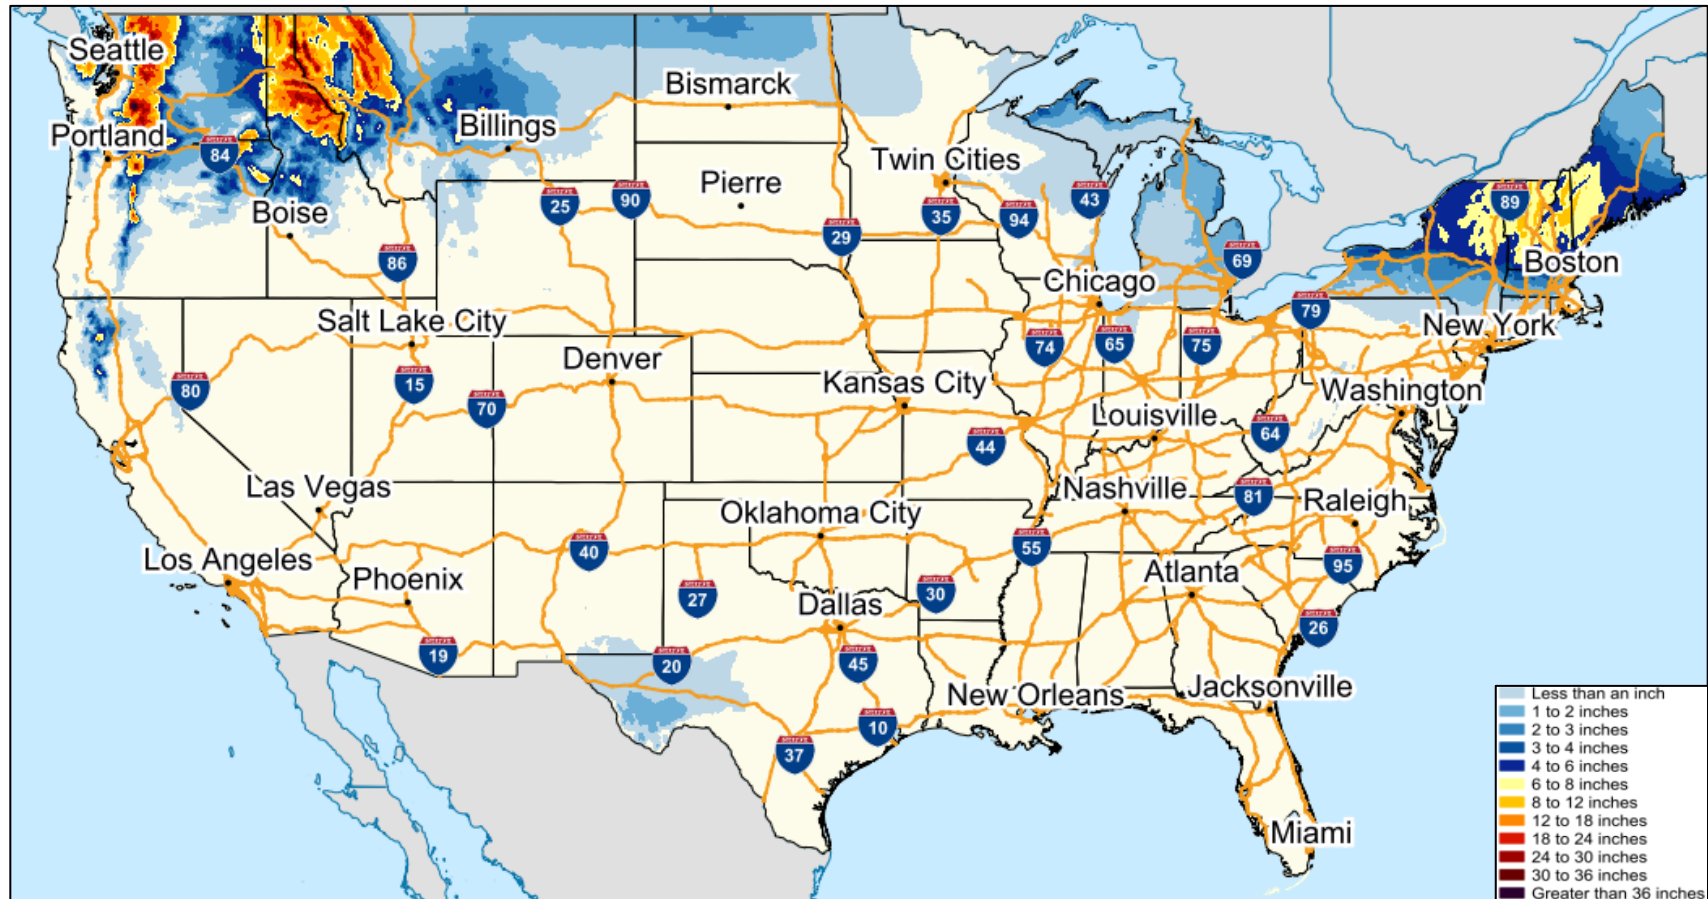 Seattle
Bismarck
Portland
Billings
84
Twin Cities
Pierre
25
90
43
89
Boise
35
94
29
86
69
Boston
Chicago
79
Salt Lake City
New York
74
65
75
Denver
80
15
Kansas City
Washington
70
Louisville
64
44
Las Vegas
Nashville
81
Raleigh
Oklahoma City
40
55
Los Angeles
Phoenix
Atlanta
95
27
30
Dallas
26
19
20
45
New Orleans
Jacksonville
10
37
Miami
Less than an inch
1 to 2 inches
2 to 3 inches
3 to 4 inches
4 to 6 inches
6 to 8 inches
8 to 12 inches
12 to 18 inches
18 to 24 inches
24 to 30 inches
30 to 36 inches
Greater than 36 inches